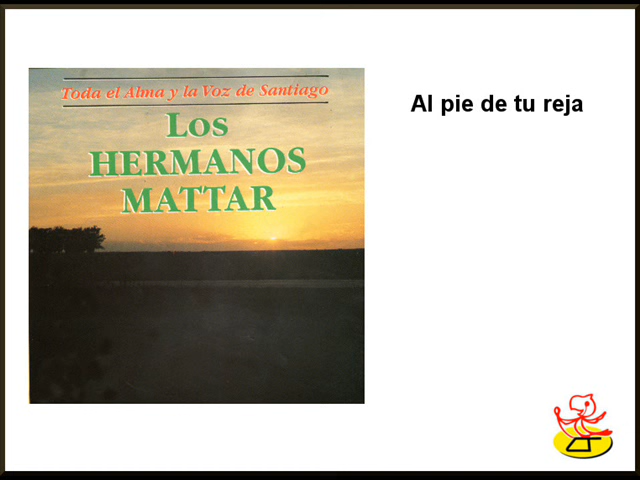 Toda el Alma y la Voz de Santiago
Los
HERMANOS
MATTAR
Al pie de tu reja